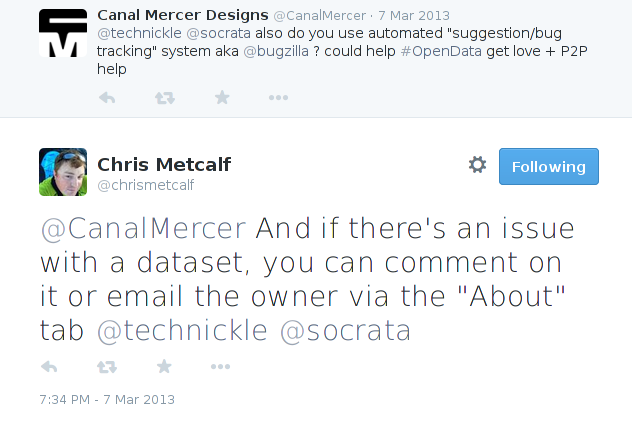 Canal Mercer Designs @CanalMercer · 7 Mar 2013
@technickle @socrata also do you use automated "suggestion/bug
tracking" system aka @bugzilla ? could help #OpenData get love + P2P
help
Chris Metcalf
@chrismetcalf
Following
@CanalMercer And if there's an issue
with a dataset, you can comment on
it or email the owner via the "About"
tab @technickle @socrata
7:34 PM - 7 Mar 2013